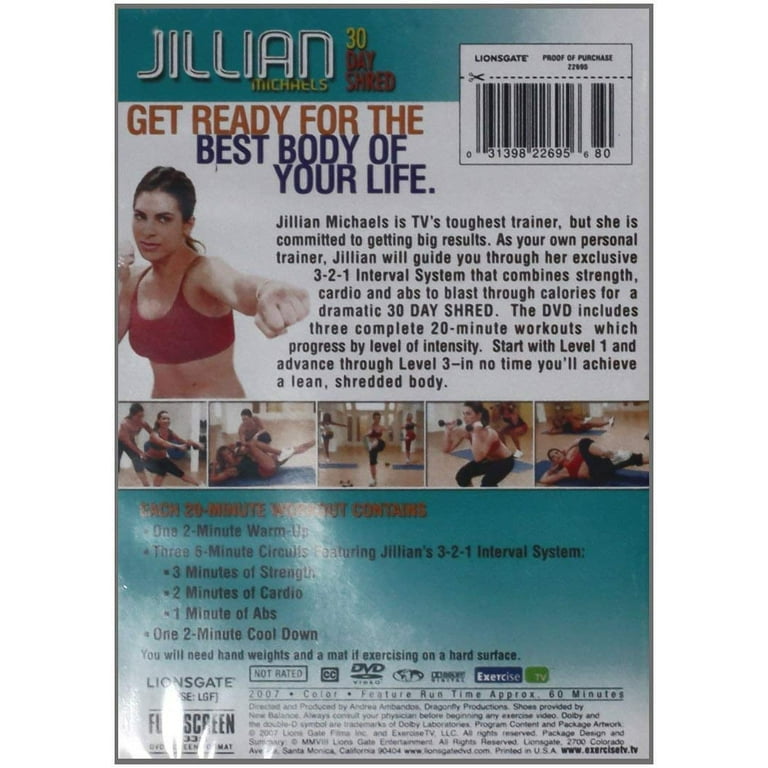 JILLIAN
MICHAELS
30
DAY
SHRED
LIONSGATE PROOF OF PURCHASE
22695
0 31398 22695 6 80
GET READY FOR THE
BEST BODY OF
YOUR LIFE.
Jillian Michaels is TV's toughest trainer, but she is
committed to getting big results. As your own personal
trainer, Jillian will guide you through her exclusive
3-2-1 Interval System that combines strength,
cardio and abs to blast through calories for a
dramatic 30 DAY SHRED. The DVD includes
three complete 20-minute workouts which
progress by level of intensity. Start with Level 1 and
advance through Level 3–in no time you'll achieve
a lean, shredded body.
EACH 20-MINUTE WORKOUT CONTAINS
• One 2-Minute Warm-Up
• Three 6-Minute Circuits Featuring Jillian's 3-2-1 Interval System:
• 3 Minutes of Strength
• 2 Minutes of Cardio
• 1 Minute of Abs
• One 2-Minute Cool Down
You will need hand weights and a mat if exercising on a hard surface.
LIONSGATE
NOT RATED CC DVD VIDEO Exercise TV
2007 • Color • Feature Run Time Approx. 60 Minutes
Directed and Produced by Andrea Ambandos, Dragonfly Productions. Shoes provided by
New Balance. Always consult your physician before beginning any exercise video. Dolby and
the double-D symbol are trademarks of Dolby Laboratories. Program Content and Package Artwork:
© 2007 Lions Gate Films Inc. and ExerciseTV, LLC. All rights reserved. Package Design and
Summary: © MMVIII Lions Gate Entertainment. All Rights Reserved. Lionsgate, 2700 Colorado
Ave., Santa Monica, California 90404 www.lionsgatedvd.com. Printed in U.S.A. www.exercisetv.tv